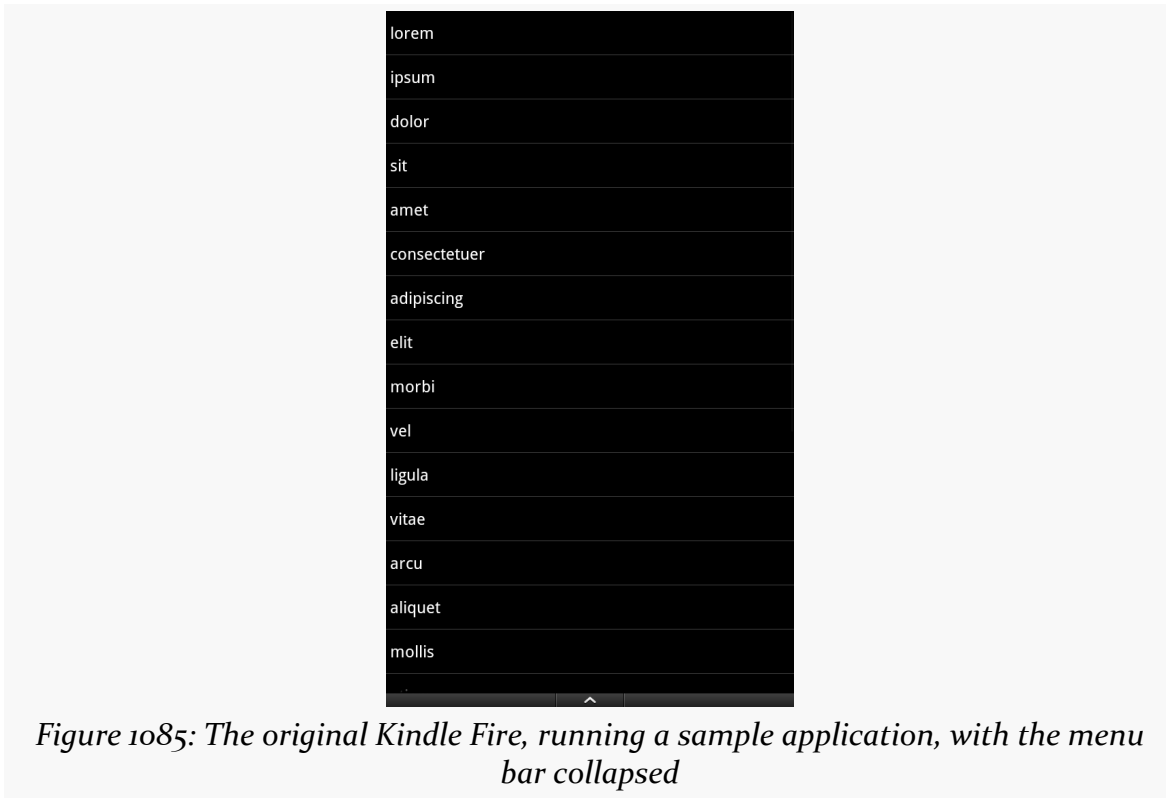 lorem
ipsum
dolor
sit
amet
consectetuer
adipiscing
elit
morbi
vel
ligula
vitae
arcu
aliquet
mollis
Figure 1085: The original Kindle Fire, running a sample application, with the menu
bar collapsed